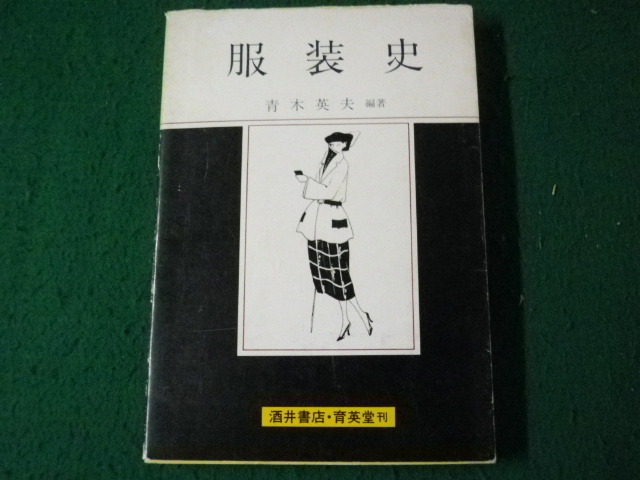 服装史
青木英夫 編著
酒井書店・育英堂刊